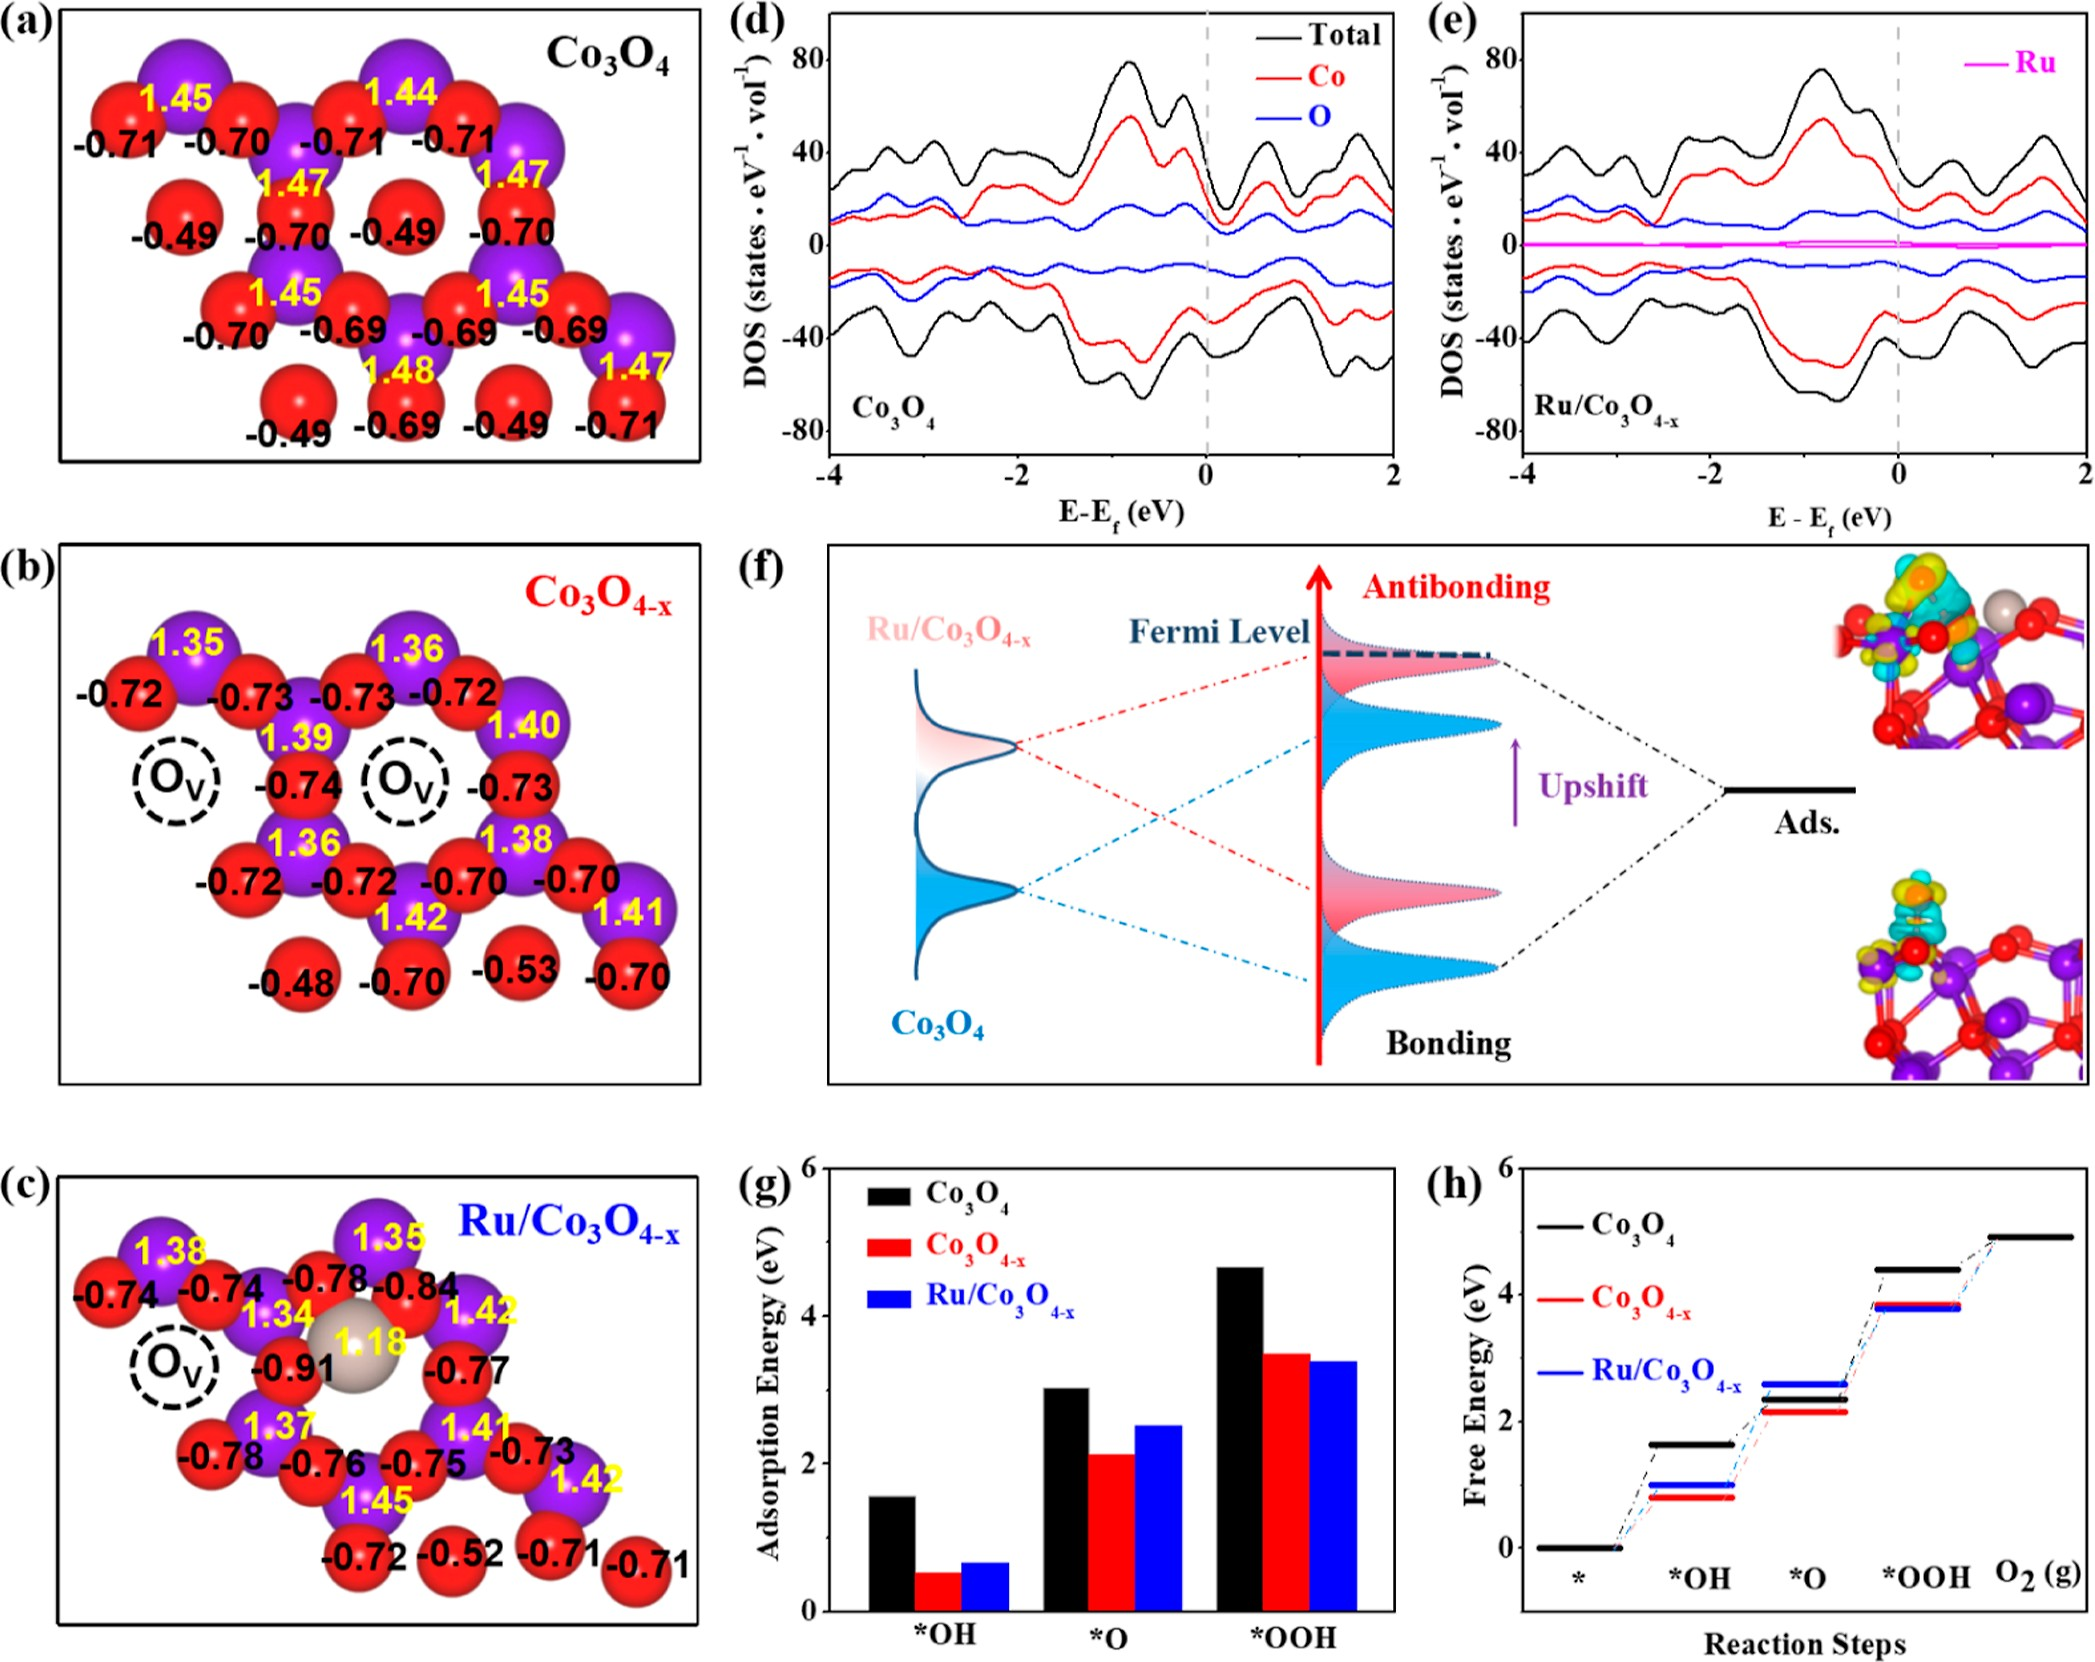 (a)
Co3O4
1.45 1.44
-0.71 -0.70 -0.71 -0.71
1.47 1.47
-0.49 -0.70 -0.49 -0.70
1.45 1.45
-0.70 -0.69 -0.69 -0.69
1.48 1.47
-0.49 -0.69 -0.49 -0.71
(b)
Co3O4-x
1.35 1.36
-0.72 -0.73 -0.73 -0.72
1.39 1.40
OV -0.74 OV -0.73
1.36 1.38
-0.72 -0.72 -0.70 -0.70
1.42 1.41
-0.48 -0.70 -0.53 -0.70
(c)
Ru/Co3O4-x
1.38 1.35
-0.74 -0.74 -0.78 -0.84
1.34 1.18 1.42
OV -0.91 -0.77
1.37 1.41
-0.78 -0.76 -0.75 -0.73
1.45 1.42
-0.72 -0.52 -0.71 -0.71
(d)
DOS (states · eV-1 · vol-1)
80
40
0
-40
-80
Total
Co
O
Co3O4
-4 -2 0 2
E-Ef (eV)
(e)
DOS (states · eV-1 · vol-1)
80
40
0
-40
-80
Ru
Ru/Co3O4-x
-4 -2 0 2
E - Ef (eV)
(f)
Ru/Co3O4-x
Fermi Level
Antibonding
Upshift
Ads.
Co3O4
Bonding
(g)
Adsorption Energy (eV)
6
4
2
0
Co3O4
Co3O4-x
Ru/Co3O4-x
*OH *O *OOH
(h)
Free Energy (eV)
6
4
2
0
Co3O4
Co3O4-x
Ru/Co3O4-x
* *OH *O *OOH O2 (g)
Reaction Steps